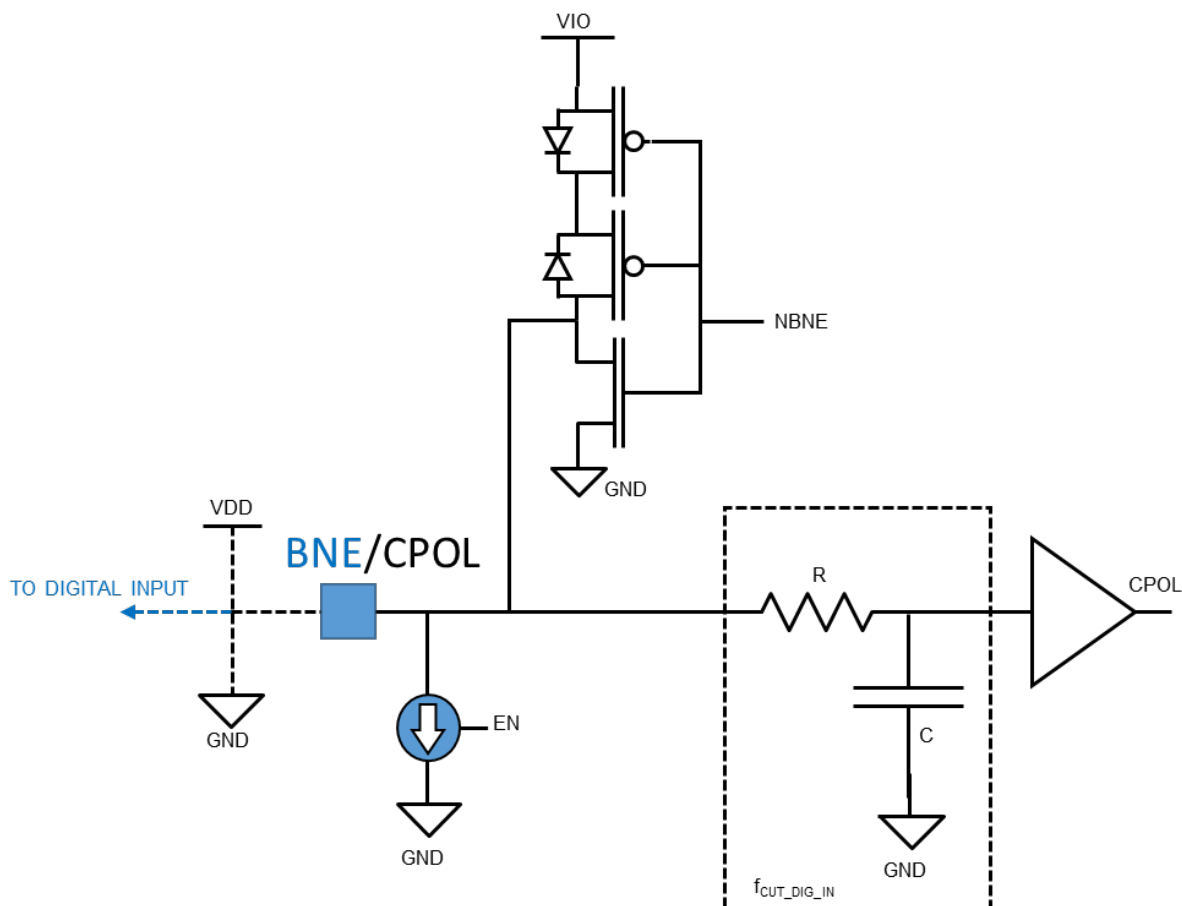 VIO
NBNE
GND
VDD
BNE/CPOL
TO DIGITAL INPUT
R
CPOL
EN
GND
C
GND
GND
fCUT_DIG_IN